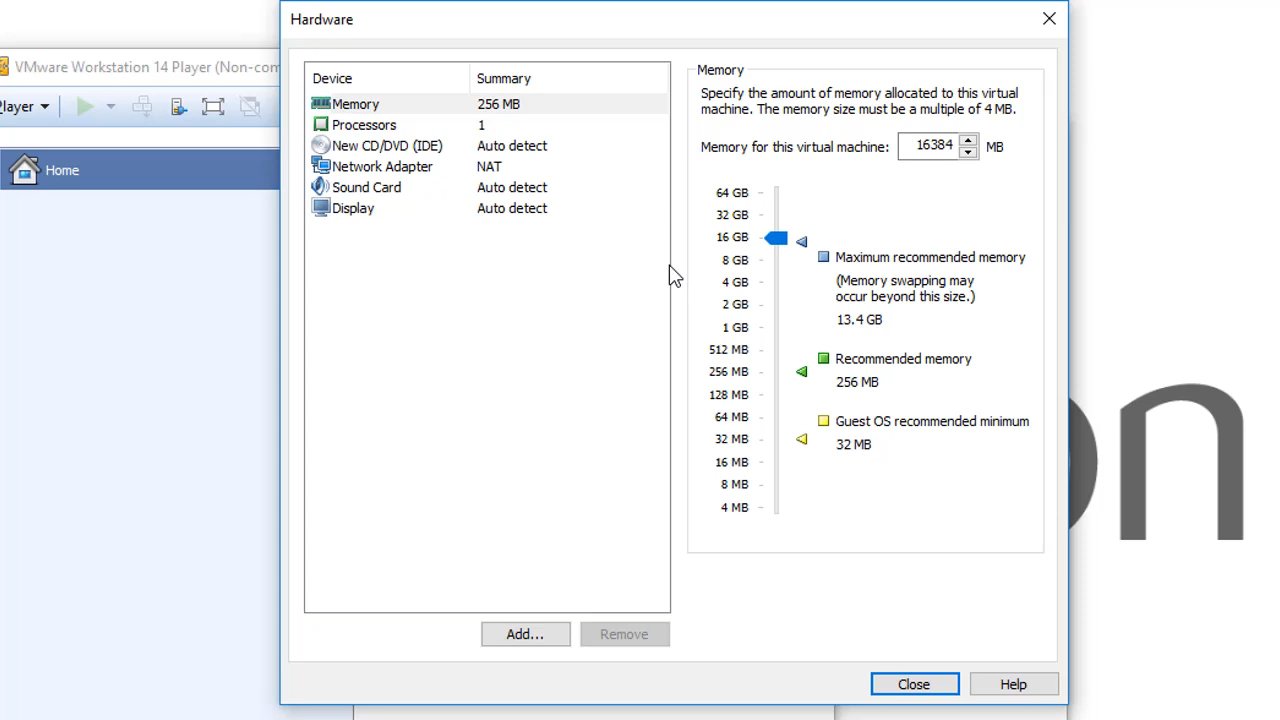 Hardware
VMware Workstation 14 Player (Non-com
Player
Home
Device Summary
Memory 256 MB
Processors 1
New CD/DVD (IDE) Auto detect
Network Adapter NAT
Sound Card Auto detect
Display Auto detect
Add...
Remove
Memory
Specify the amount of memory allocated to this virtual
machine. The memory size must be a multiple of 4 MB.
Memory for this virtual machine: 16384 MB
64 GB
32 GB
16 GB
8 GB
4 GB
2 GB
1 GB
512 MB
256 MB
128 MB
64 MB
32 MB
16 MB
8 MB
4 MB
Maximum recommended memory
(Memory swapping may
occur beyond this size.)
13.4 GB
Recommended memory
256 MB
Guest OS recommended minimum
32 MB
Close
Help
on